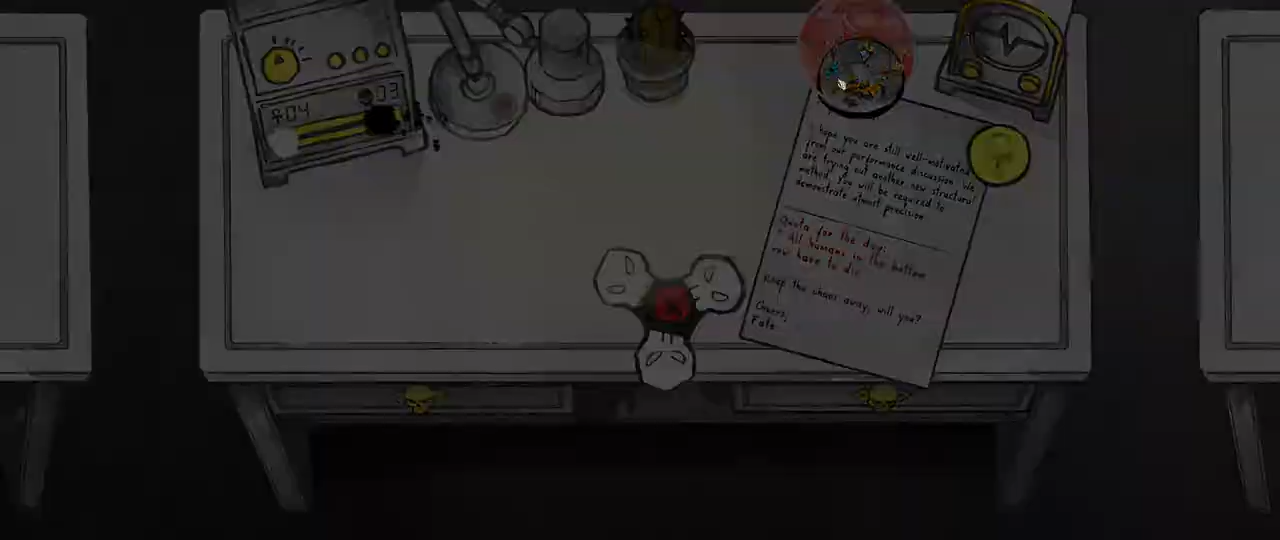 04
03
I hope you are still well-motivated
from our performance discussion. We
are trying out another new structural
method. You will be required to
demonstrate utmost precision.
Quota for the day:
- All humans in the bottom
row have to die
Keep the chaos away, will you?
Cheers,
Fate